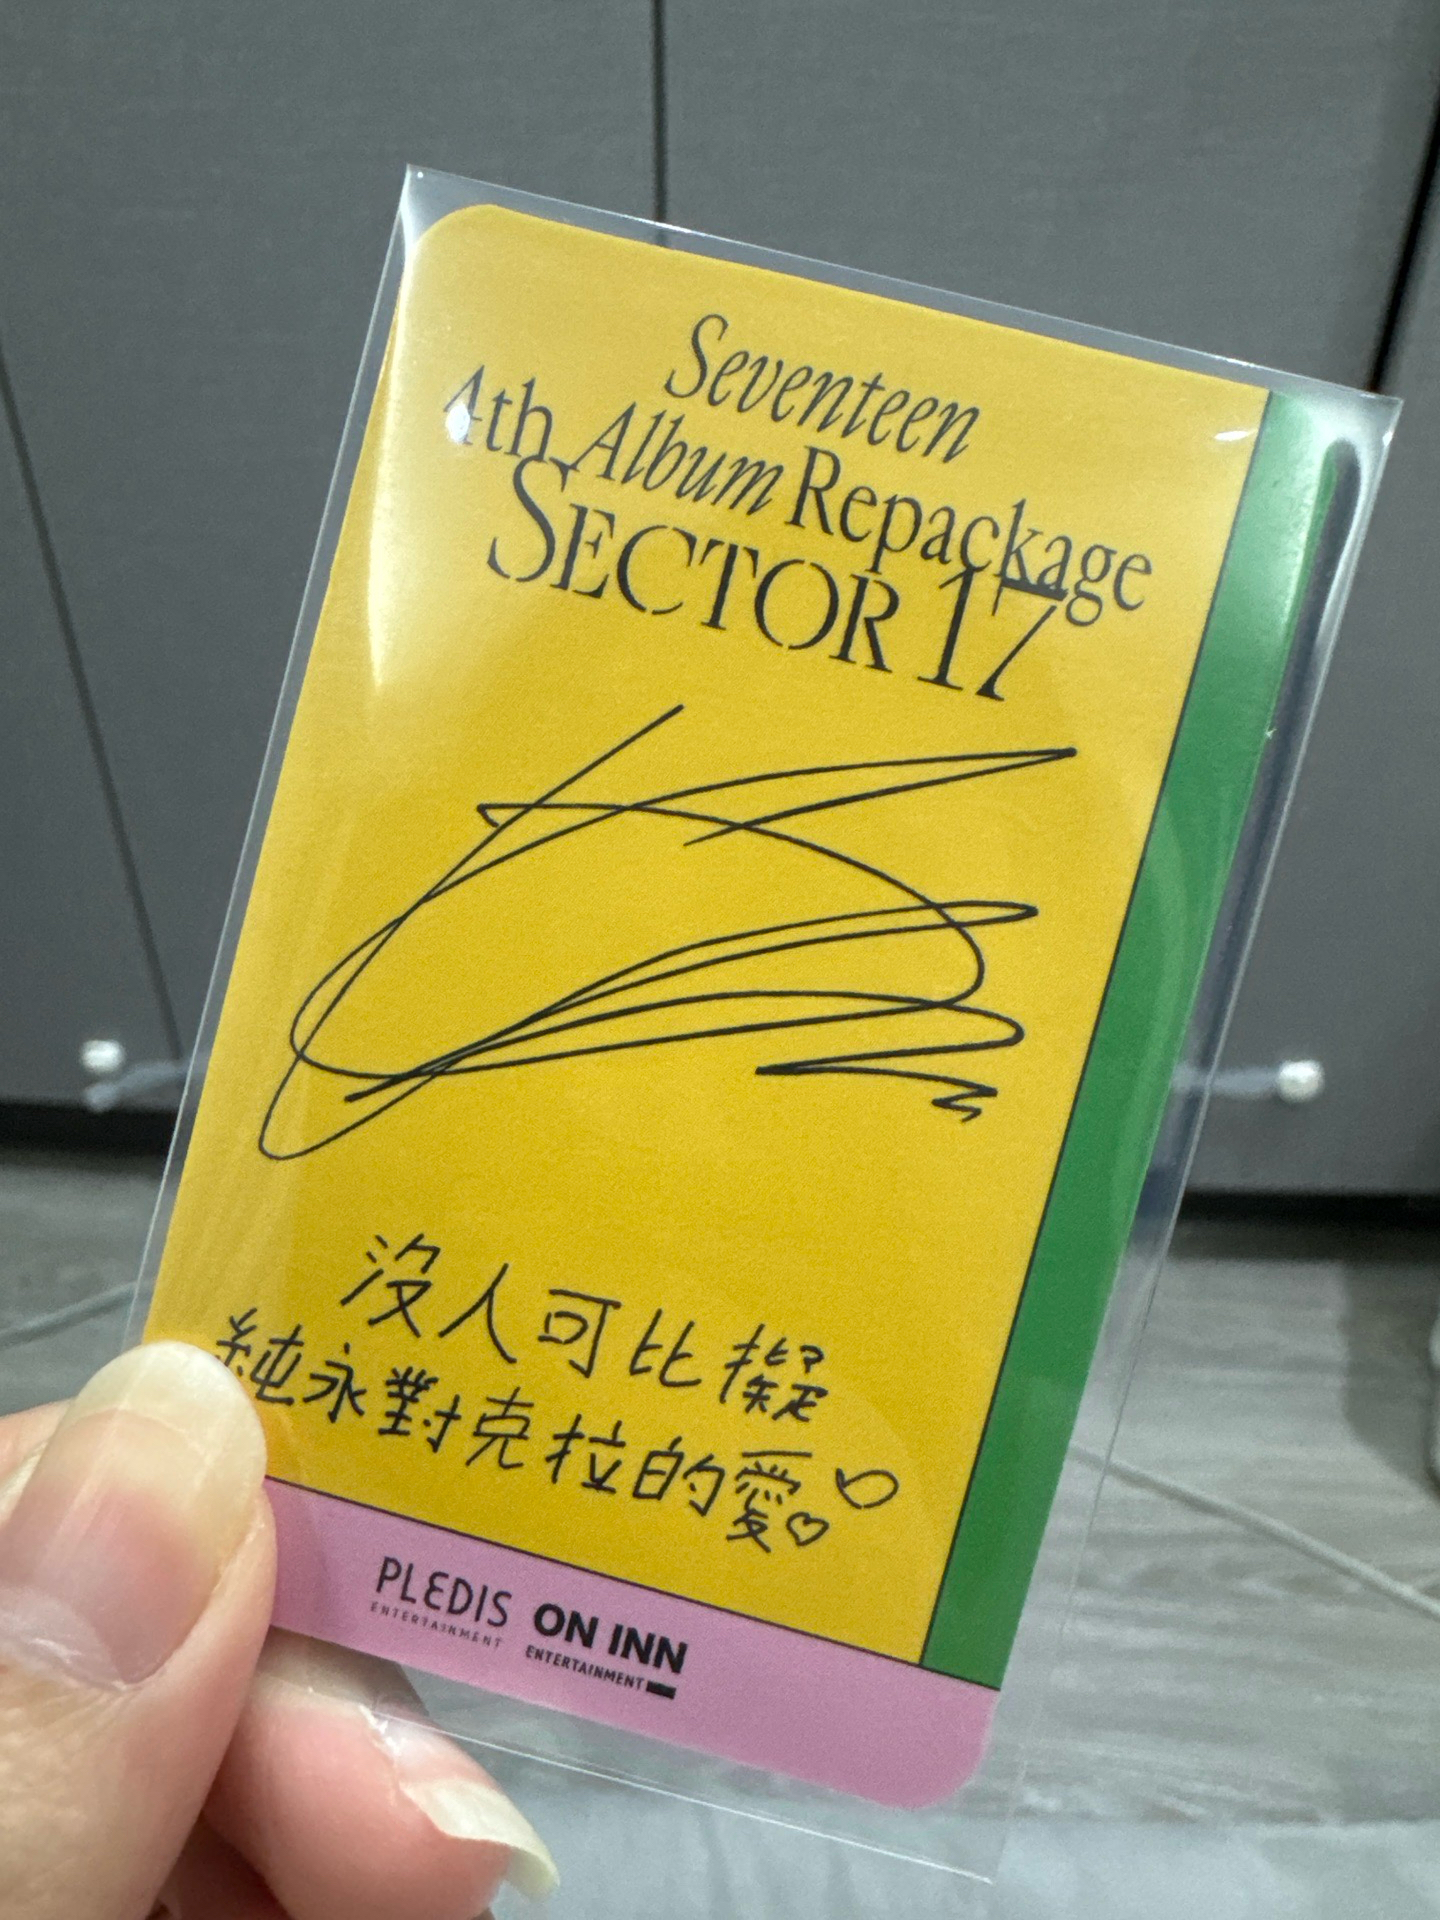 Seventeen
4th Album Repackage
SECTOR 17
沒人可比擬
純永對克拉的愛♡
♡
PLEDIS
ENTERTAINMENT
ON INN
ENTERTAINMENT